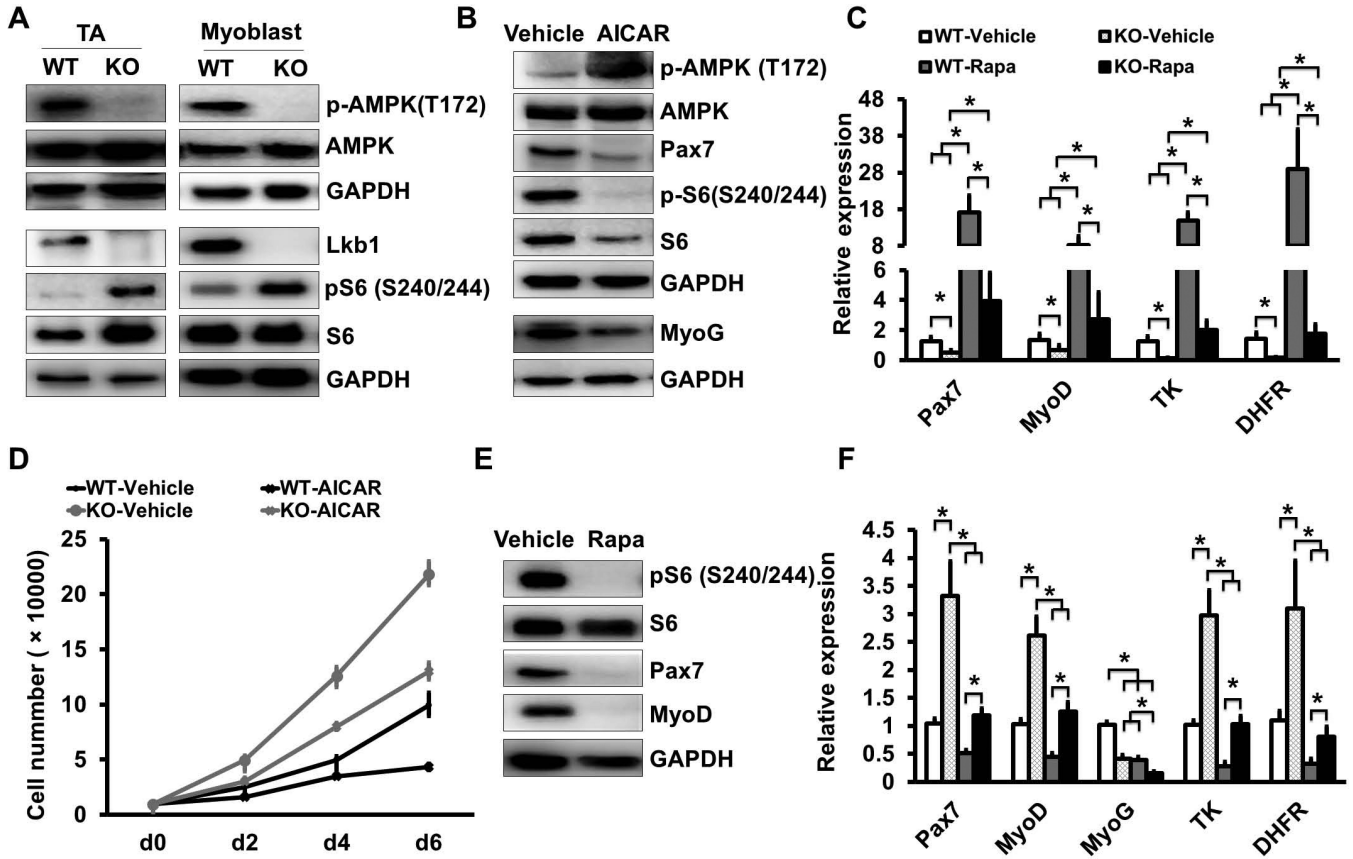 A
TA
Myoblast
WT KO
WT KO
p-AMPK(T172)
AMPK
GAPDH
Lkb1
pS6 (S240/244)
S6
GAPDH
B
Vehicle AICAR
p-AMPK (T172)
AMPK
Pax7
p-S6(S240/244)
S6
GAPDH
MyoG
GAPDH
C
WT-Vehicle KO-Vehicle
WT-Rapa KO-Rapa
Relative expression
48
38
28
18
8
6
4
2
0
* * * *
* * * *
* * * *
* * * *
Pax7 MyoD TK DHFR
D
WT-Vehicle WT-AICAR
KO-Vehicle KO-AICAR
Cell nummber ( × 10000)
25
20
15
10
5
0
d0 d2 d4 d6
E
Vehicle Rapa
pS6 (S240/244)
S6
Pax7
MyoD
GAPDH
F
Relative expression
4.5
4
3.5
3
2.5
2
1.5
1
0.5
0
* * *
* * *
* * *
* * *
* * *
Pax7 MyoD MyoG TK DHFR